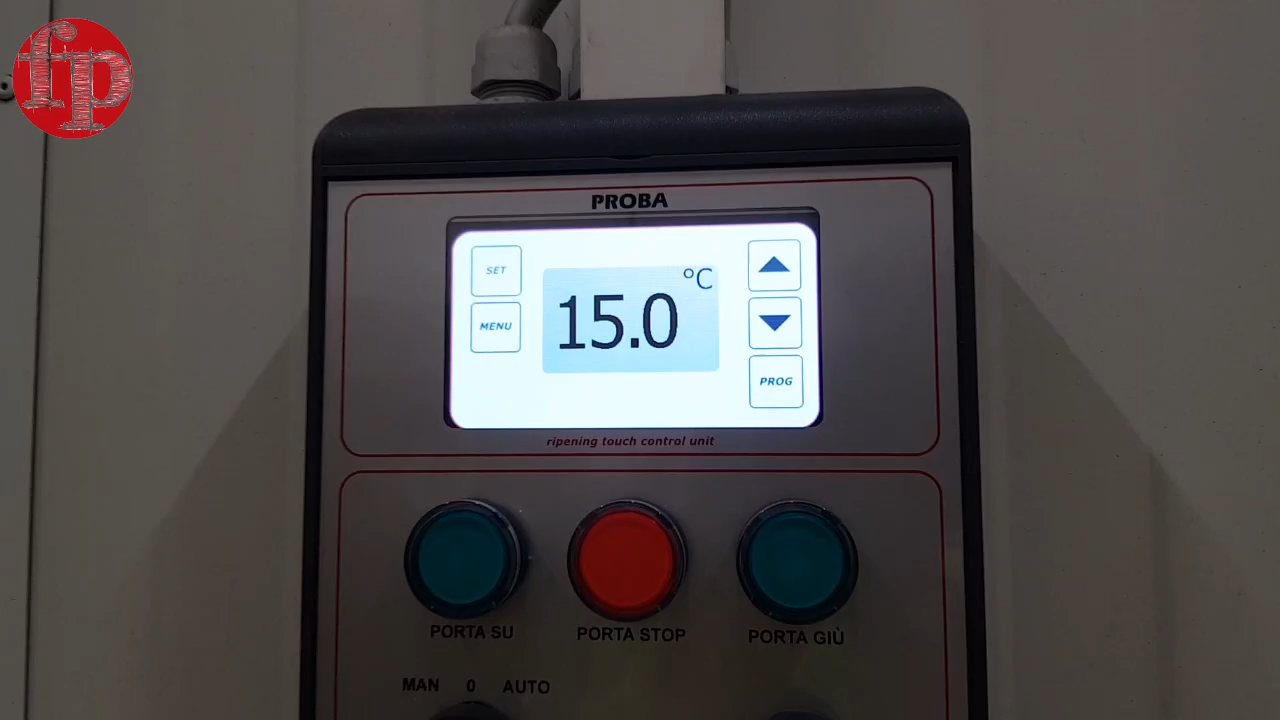 fp
PROBA
SET
°C
15.0
MENU
PROG
ripening touch control unit
PORTA SU
PORTA STOP
PORTA GIÙ
MAN 0 AUTO